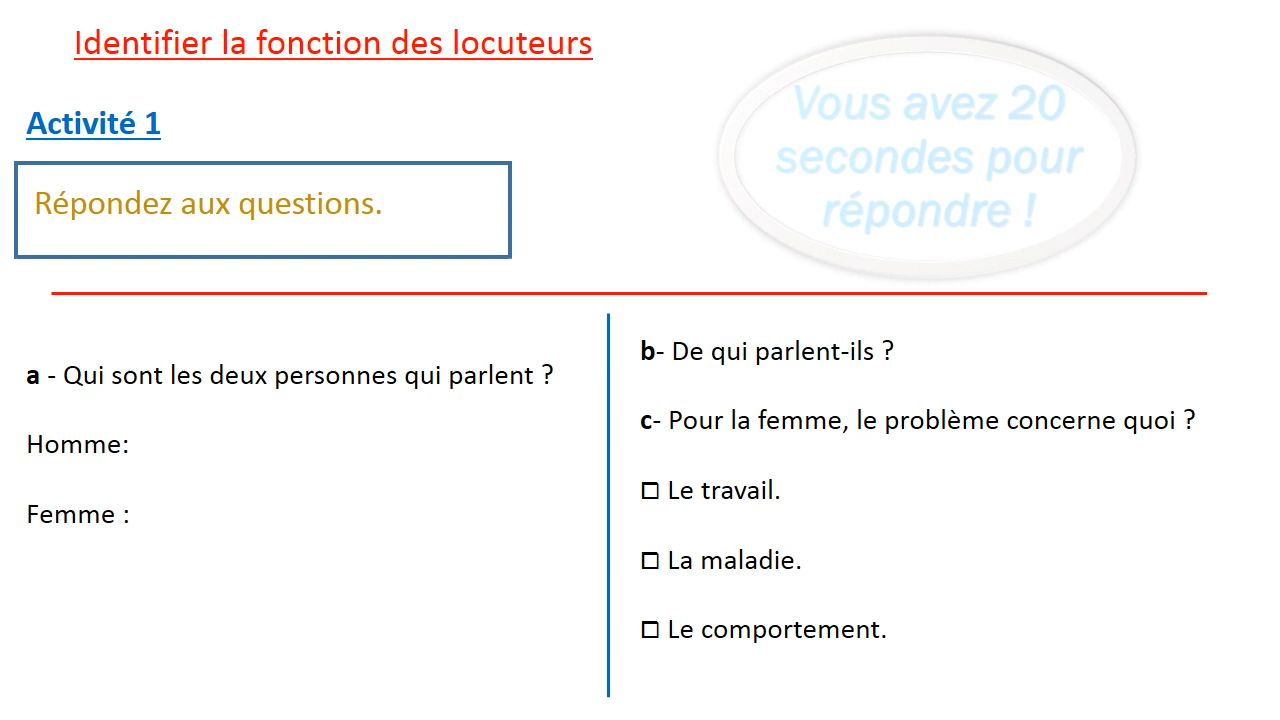 Identifier la fonction des locuteurs
Vous avez 20
secondes pour
répondre !
Activité 1
Répondez aux questions.
a - Qui sont les deux personnes qui parlent ?
Homme:
Femme :
b- De qui parlent-ils ?
c- Pour la femme, le problème concerne quoi ?
☐ Le travail.
☐ La maladie.
☐ Le comportement.